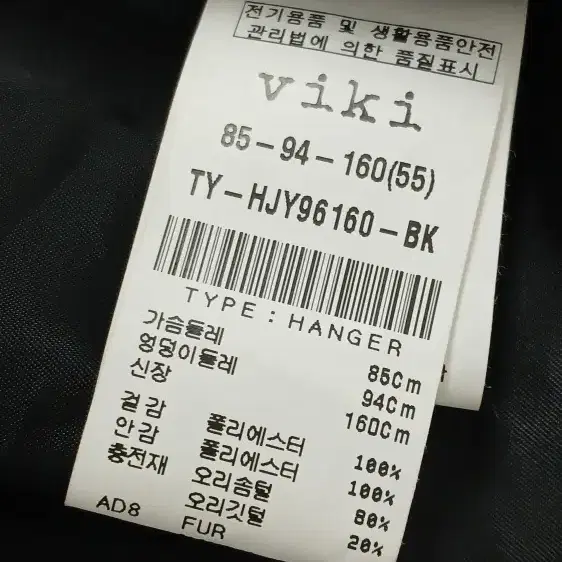 전기용품 및 생활용품안전
관리법에 의한 품질표시
viki
85-94-160(55)
TY-HJY96160-BK
TYPE : HANGER
가슴둘레 85Cm
엉덩이둘레 94Cm
신장 160Cm
겉감 폴리에스터 100%
안감 폴리에스터 100%
충전재 오리솜털 80%
오리깃털 20%
AD8 FUR